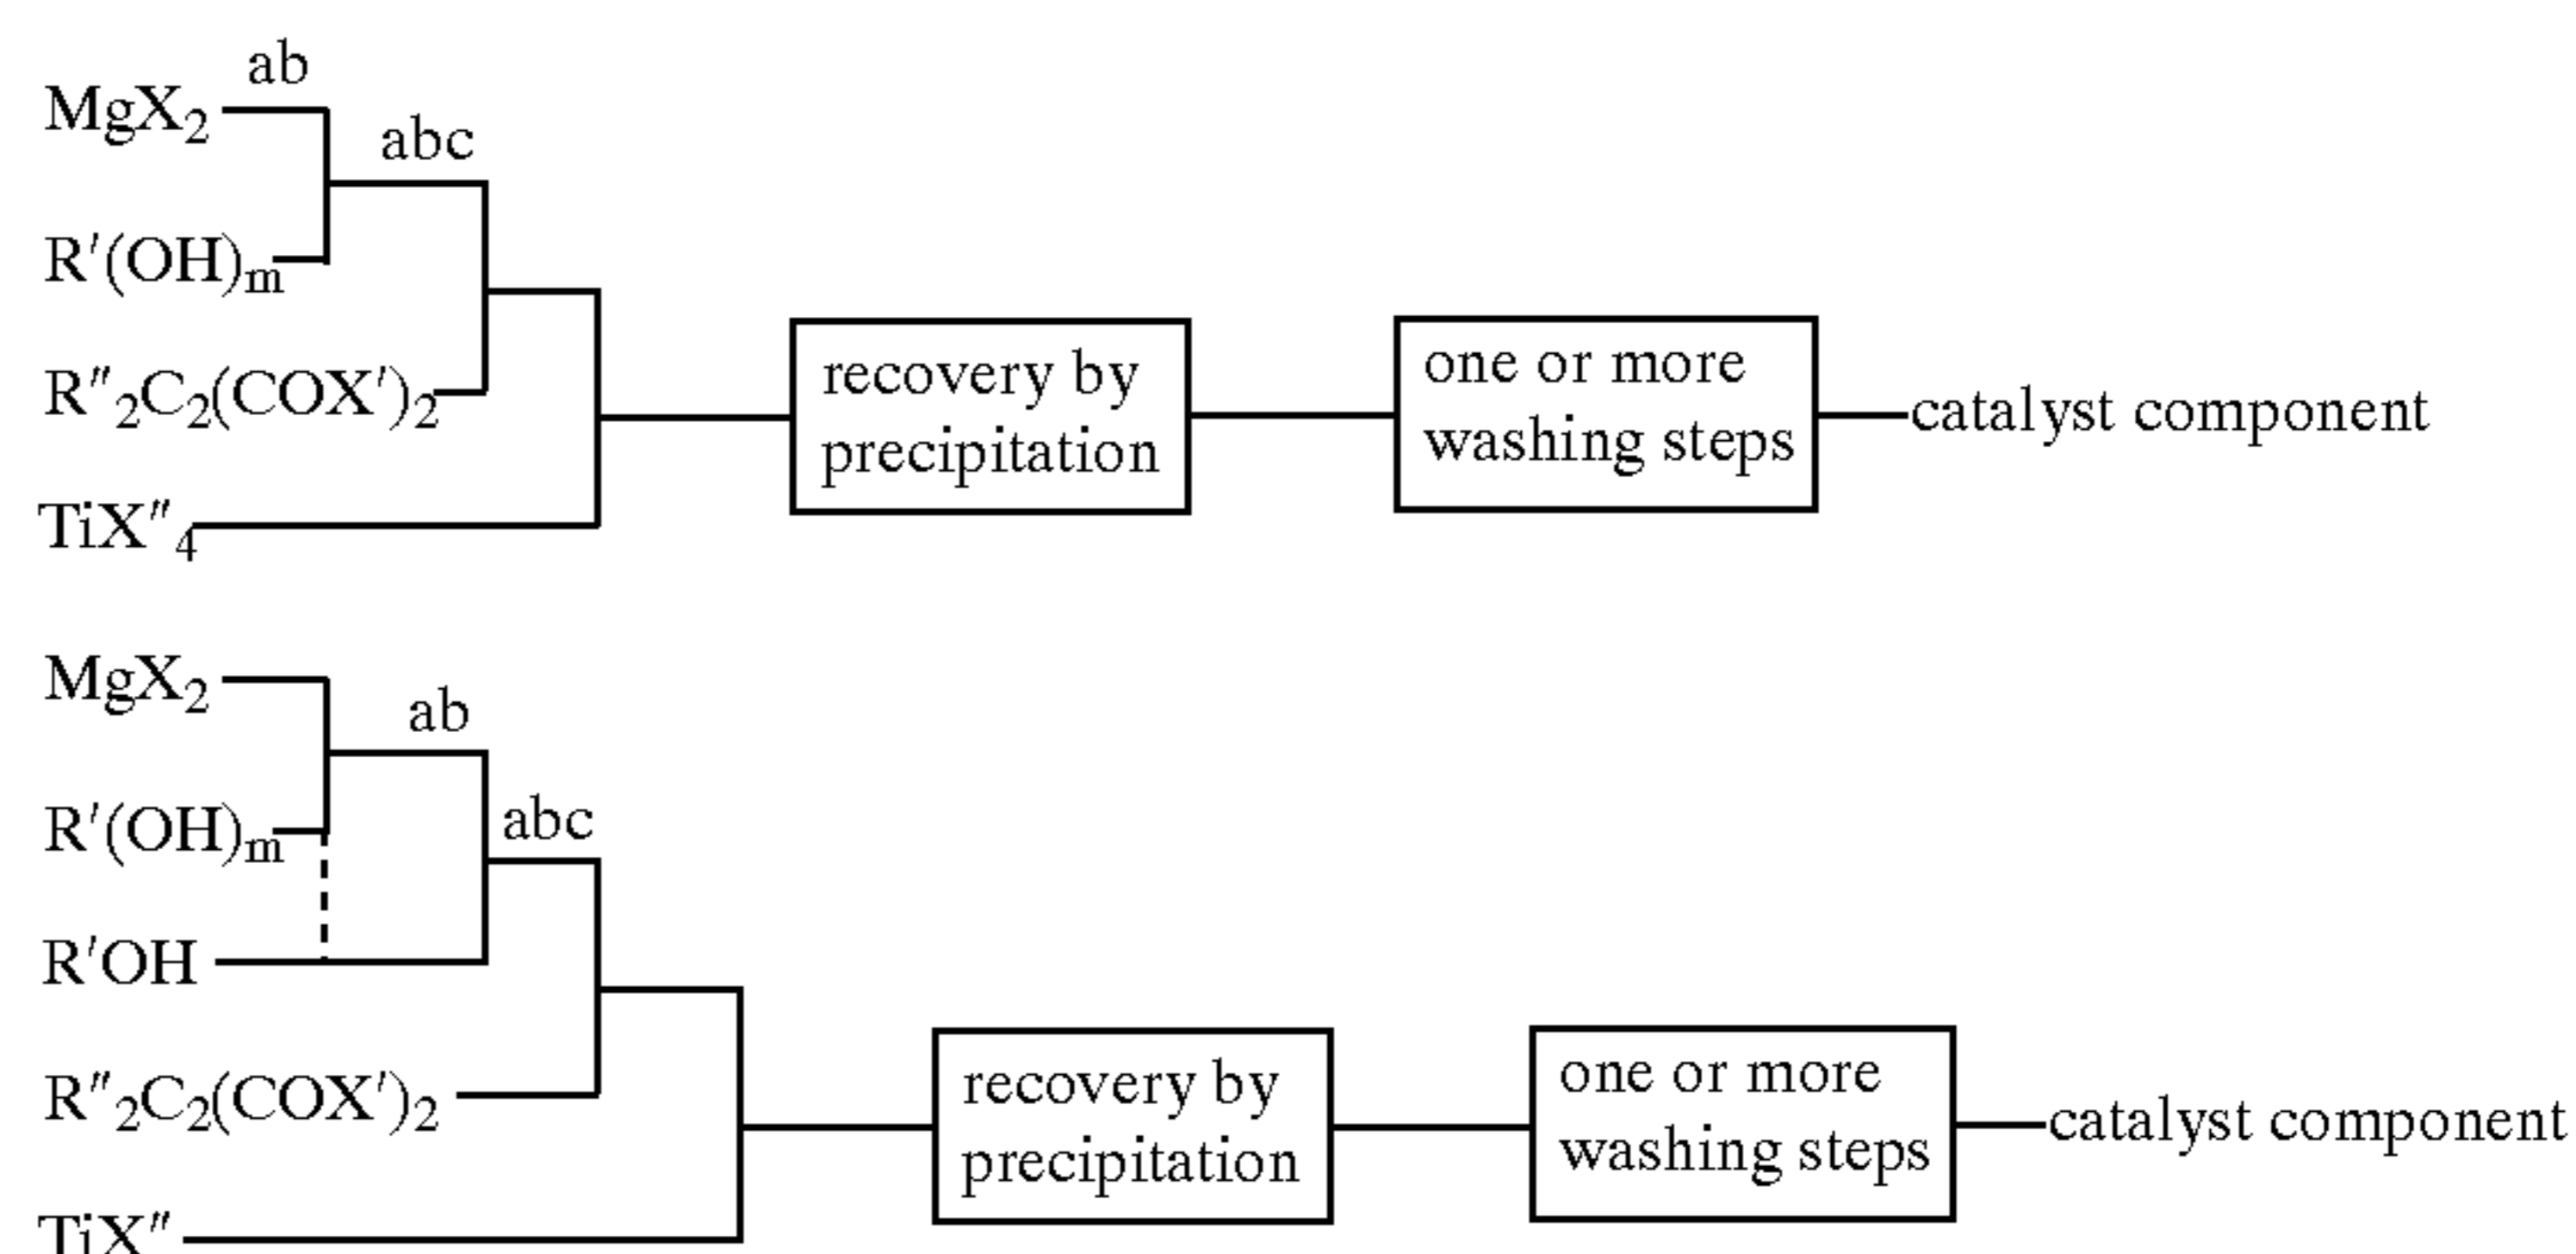 ab
MgX₂
abc
R′(OH)ₘ
R″₂C₂(COX′)₂
TiX″₄
recovery by
precipitation
one or more
washing steps
catalyst component
MgX₂
ab
R′(OH)ₘ
abc
R′OH
R″₂C₂(COX′)₂
TiX″
recovery by
precipitation
one or more
washing steps
catalyst component